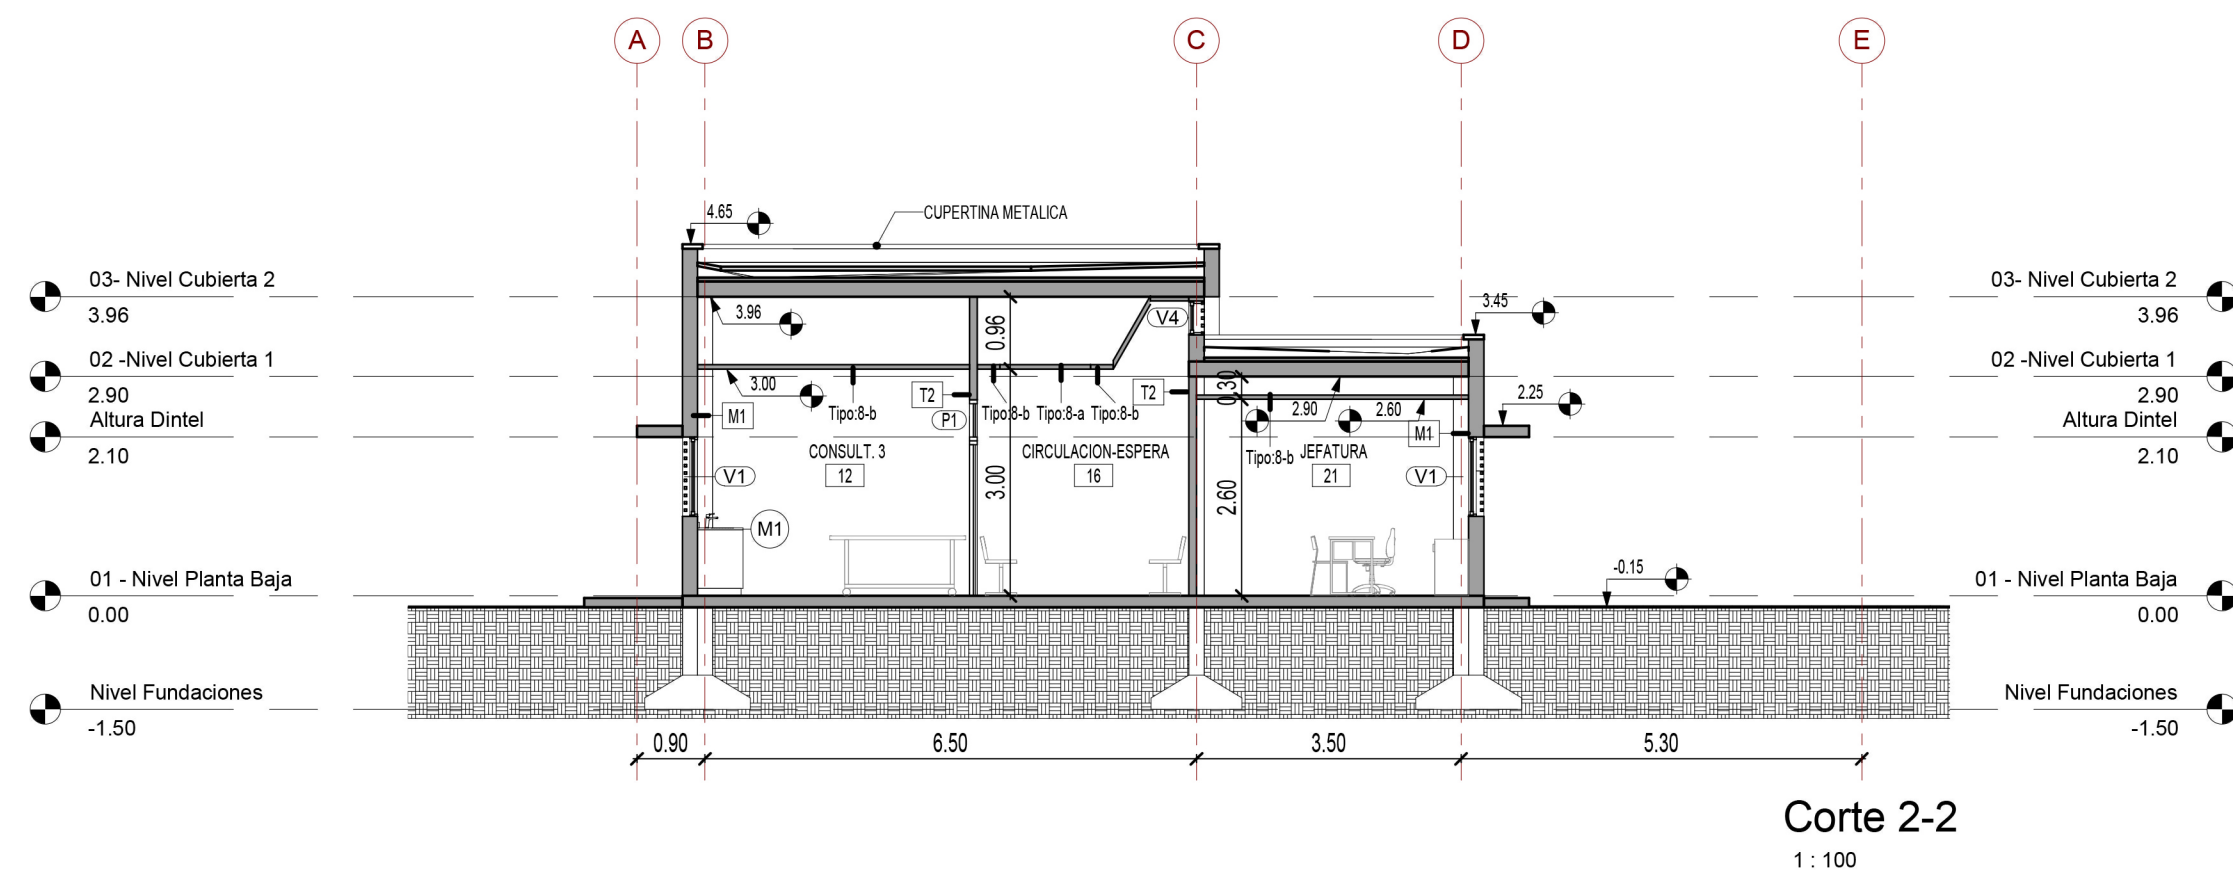 A B C D E
4.65
CUPERTINA METALICA
03- Nivel Cubierta 2
3.96
3.96
0.96
V4
3.45
03- Nivel Cubierta 2
3.96
02 -Nivel Cubierta 1
2.90
3.00
Tipo:8-b
T2
Tipo:8-b
Tipo:8-a
Tipo:8-b
T2
0.30
2.90
2.60
2.25
02 -Nivel Cubierta 1
2.90
Altura Dintel
2.10
M1
P1
M1
Altura Dintel
2.10
CONSULT. 3
12
CIRCULACION-ESPERA
16
Tipo:8-b
JEFATURA
21
V1
V1
3.00
2.60
M1
01 - Nivel Planta Baja
0.00
-0.15
01 - Nivel Planta Baja
0.00
Nivel Fundaciones
-1.50
Nivel Fundaciones
-1.50
0.90 6.50 3.50 5.30
Corte 2-2
1 : 100